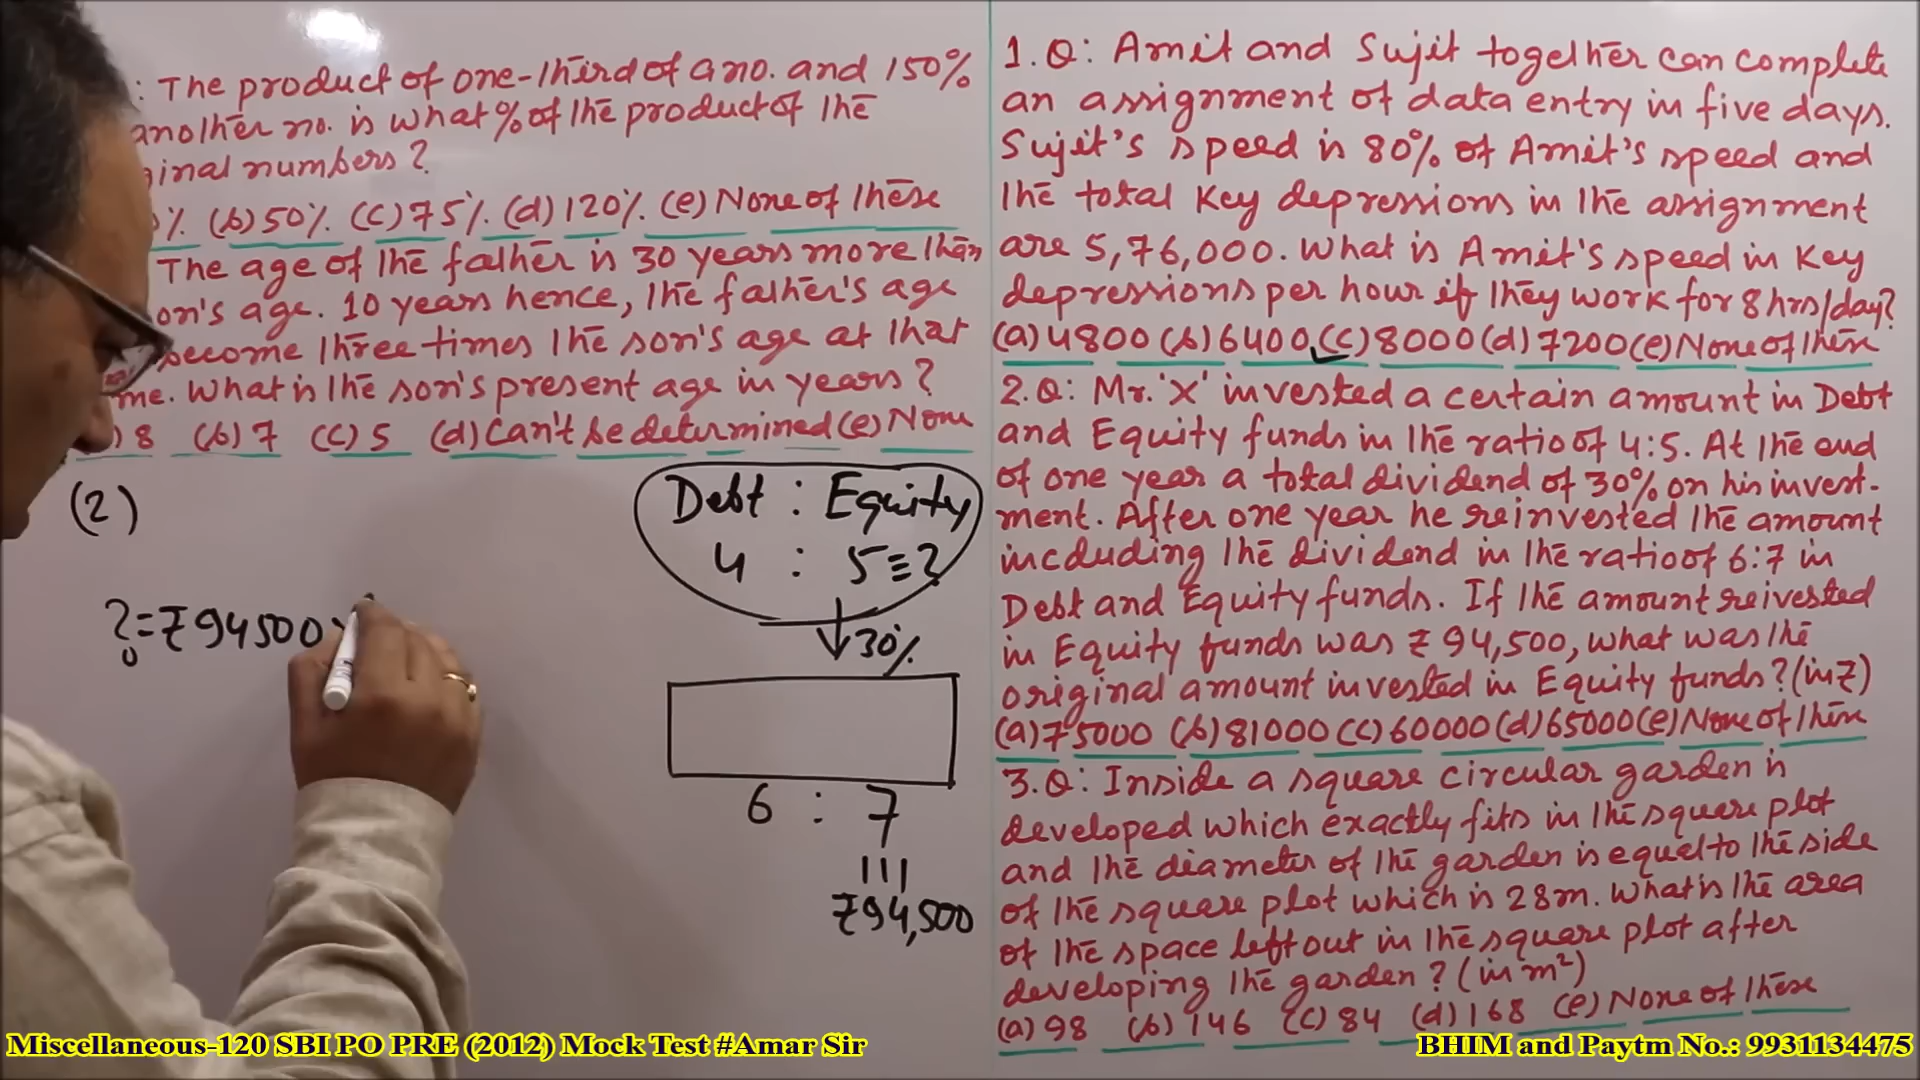 : The product of one-third of a no. and 150%
another no. is what % of the product of the
ginal numbers?
% (b) 50% (c) 75% (d) 120% (e) None of these
The age of the father is 30 years more than
on's age. 10 years hence, the father's age
become three times the son's age at that
me. What is the son's present age in years?
) 8 (b) 7 (c) 5 (d) Can't be determined (e) None
(2)
? = ₹ 94500
Debt : Equity
4 : 5 ≡ ?
30%
6 : 7
₹94,500
1.Q: Amit and Sujit together can complete
an assignment of data entry in five days.
Sujit's speed is 80% of Amit's speed and
the total Key depressions in the assignment
are 5,76,000. What is Amit's speed in Key
depressions per hour if they work for 8 hrs/day?
(a) 4800 (b) 6400 (c) 8000 (d) 7200 (e) None of these
2.Q: Mr. 'X' invested a certain amount in Debt
and Equity funds in the ratio of 4:5. At the end
of one year a total dividend of 30% on his invest-
ment. After one year he reinvested the amount
incduding the dividend in the ratio of 6:7 in
Debt and Equity funds. If the amount reivested
in Equity funds was ₹ 94,500, what was the
original amount invested in Equity funds? (in ₹)
(a) 75000 (b) 81000 (c) 60000 (d) 65000 (e) None of these
3.Q: Inside a square circular garden is
developed which exactly fits in the square plot
and the diameter of the garden is equal to the side
of the square plot which is 28m. What is the area
of the space left out in the square plot after
developing the garden? (in m²)
(a) 98 (b) 146 (c) 84 (d) 168 (e) None of these
Miscellaneous-120 SBI PO PRE (2012) Mock Test #Amar Sir
BHIM and Paytm No.: 9931134475